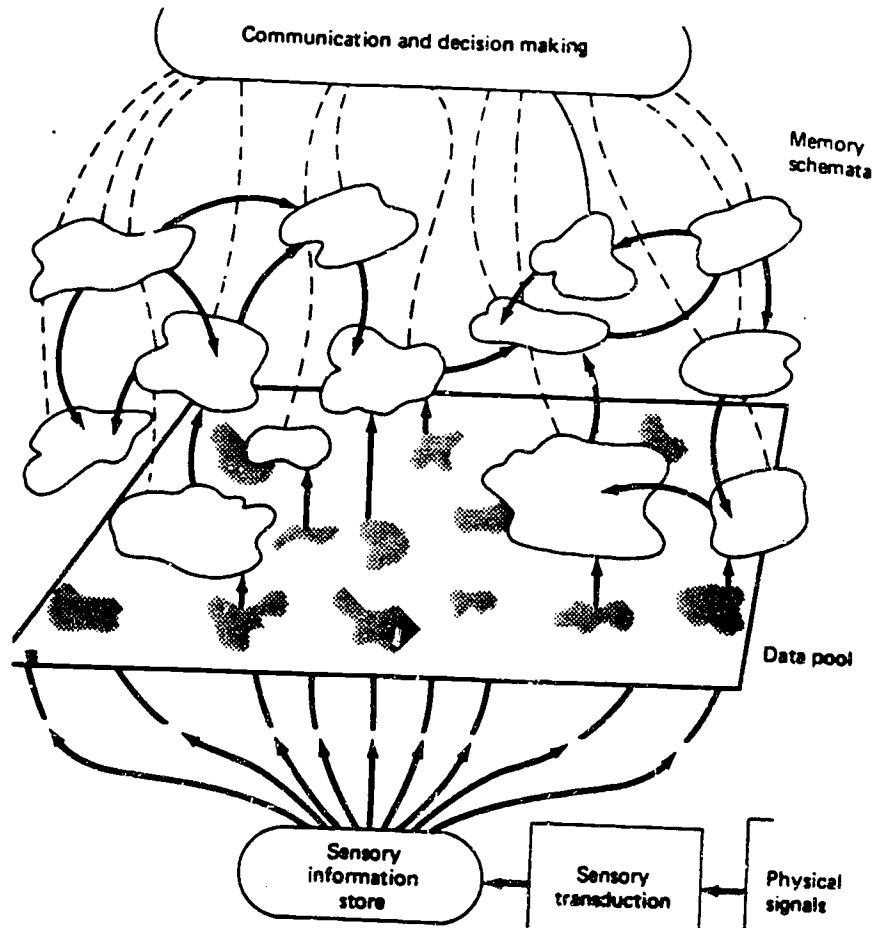 Communication and decision making
Memory
schemata
Data pool
Sensory
information
store
Sensory
transduction
Physical
signals